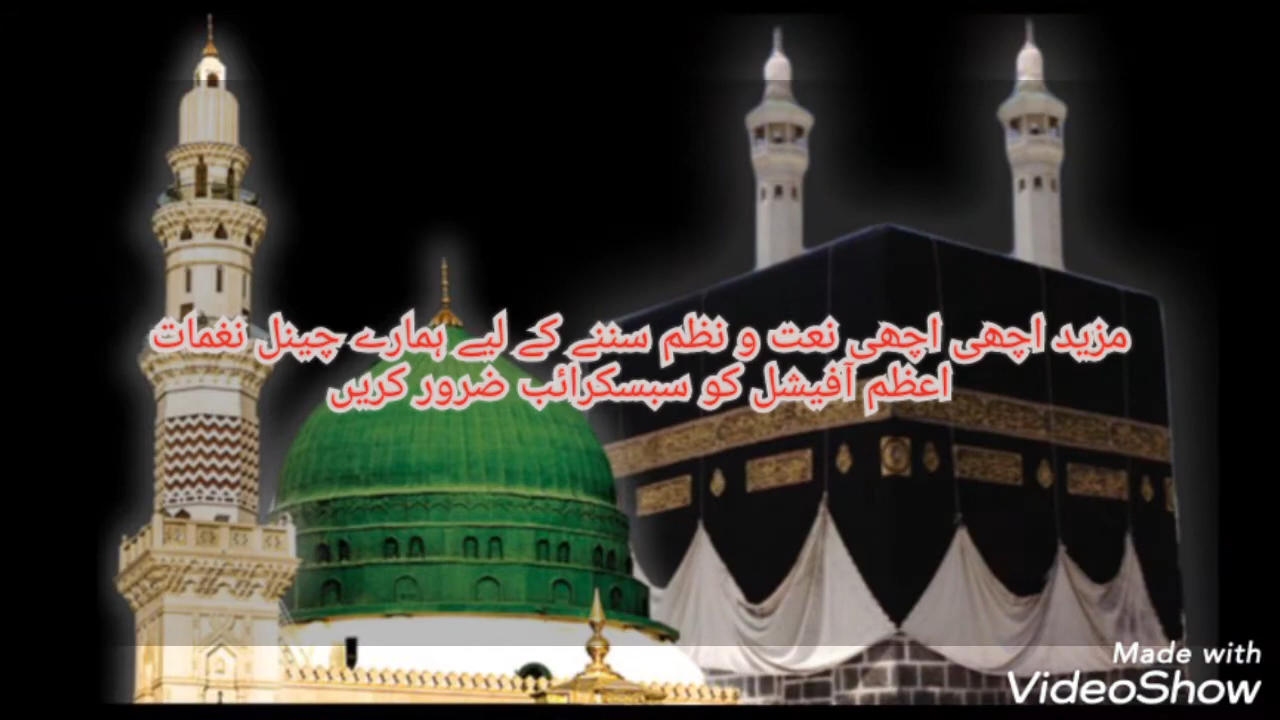 مزید اچھی اچھی نعت و نظم سننے کے لیے ہمارے چینل نغمات
اعظم آفیشل کو سبسکرائب ضرور کریں
Made with
VideoShow